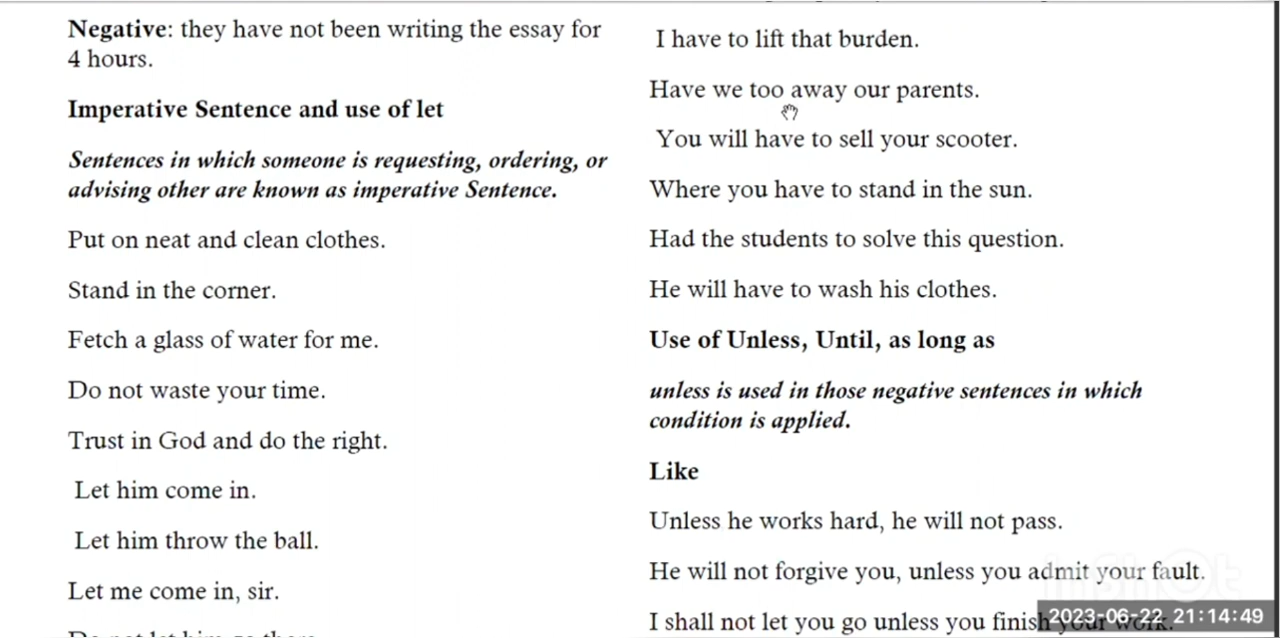 Negative: they have not been writing the essay for
4 hours.
Imperative Sentence and use of let
Sentences in which someone is requesting, ordering, or
advising other are known as imperative Sentence.
Put on neat and clean clothes.
Stand in the corner.
Fetch a glass of water for me.
Do not waste your time.
Trust in God and do the right.
Let him come in.
Let him throw the ball.
Let me come in, sir.
Do not let him go there
I have to lift that burden.
Have we too away our parents.
You will have to sell your scooter.
Where you have to stand in the sun.
Had the students to solve this question.
He will have to wash his clothes.
Use of Unless, Until, as long as
unless is used in those negative sentences in which
condition is applied.
Like
Unless he works hard, he will not pass.
He will not forgive you, unless you admit your fault.
I shall not let you go unless you finish your work.
InShOt
2023-06-22 21:14:49